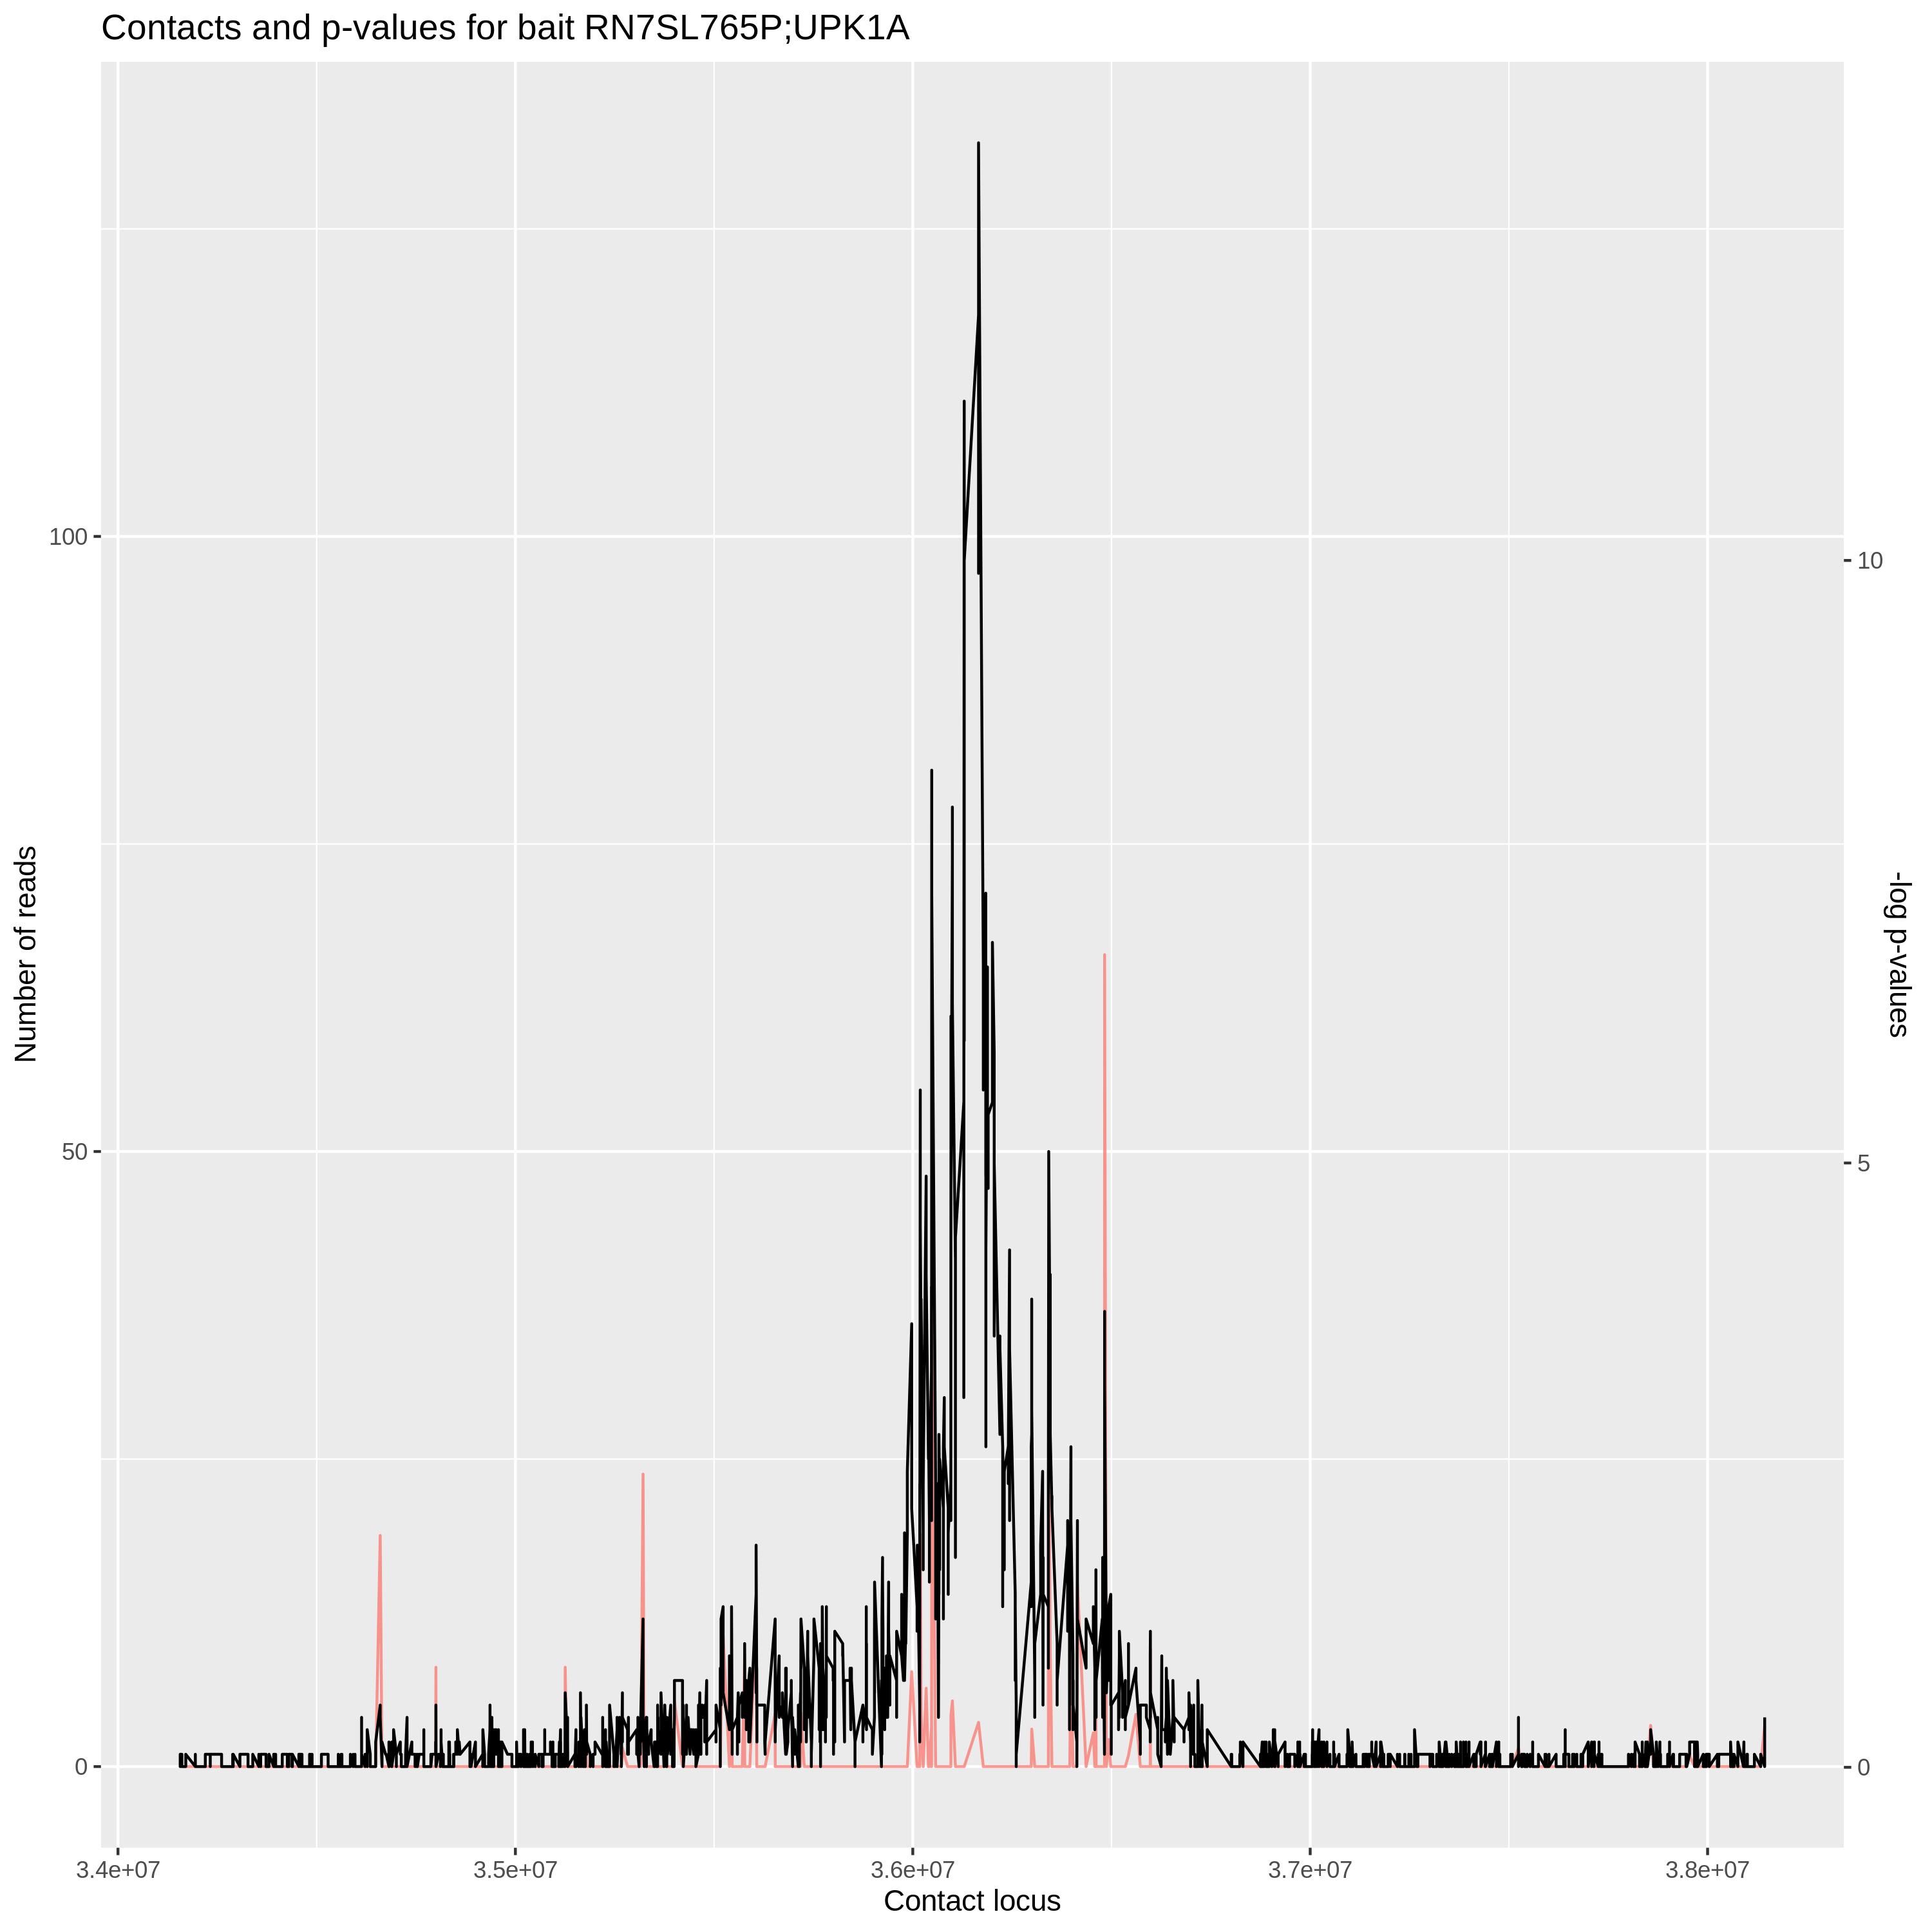 Contacts and p-values for bait RN7SL765P;UPK1A
Number of reads
100
50
0
10
5
0
-log p-values
3.4e+07 3.5e+07 3.6e+07 3.7e+07 3.8e+07
Contact locus